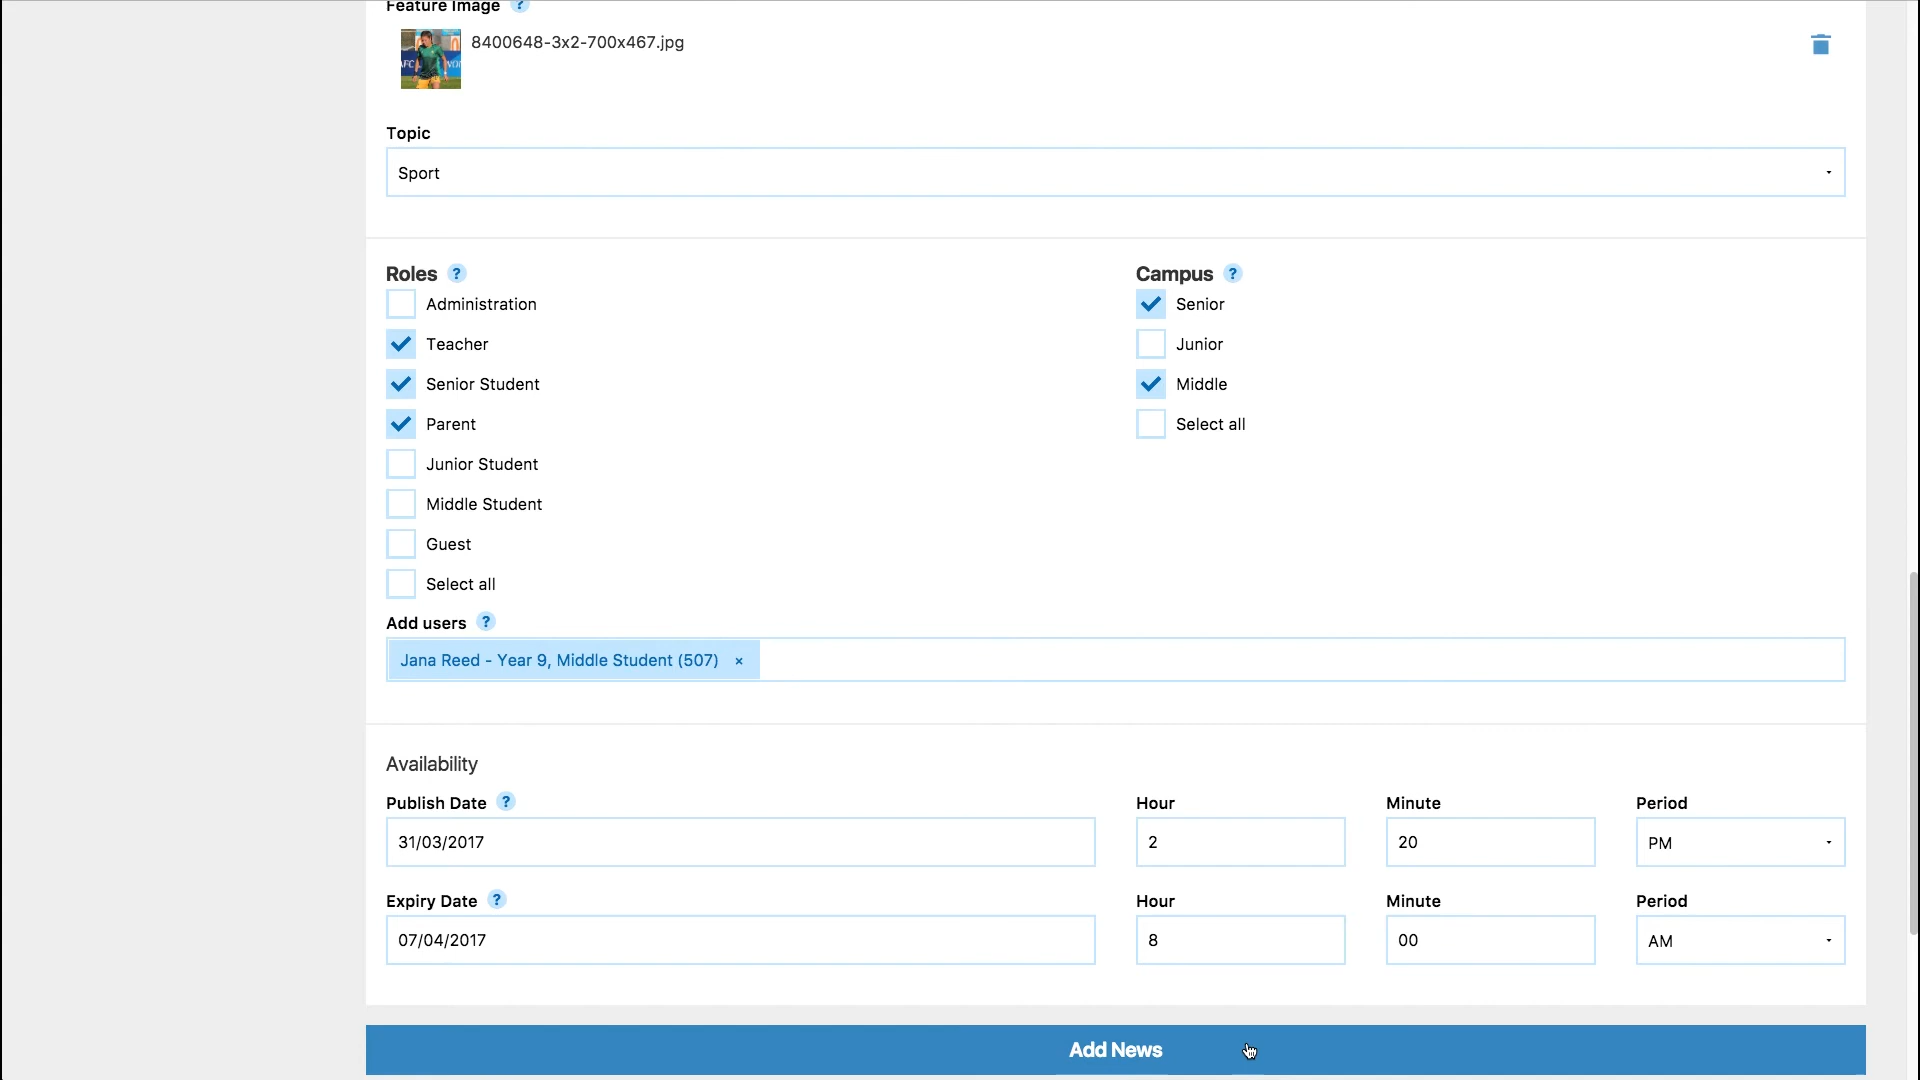 Feature Image ?
8400648-3x2-700x467.jpg
AFC
Topic
Sport
Roles ?
Administration
Teacher
Senior Student
Parent
Junior Student
Middle Student
Guest
Select all
Campus ?
Senior
Junior
Middle
Select all
Add users ?
Jana Reed - Year 9, Middle Student (507) ×
Availability
Publish Date ? Hour Minute Period
31/03/2017 2 20 PM
Expiry Date ? Hour Minute Period
07/04/2017 8 00 AM
Add News